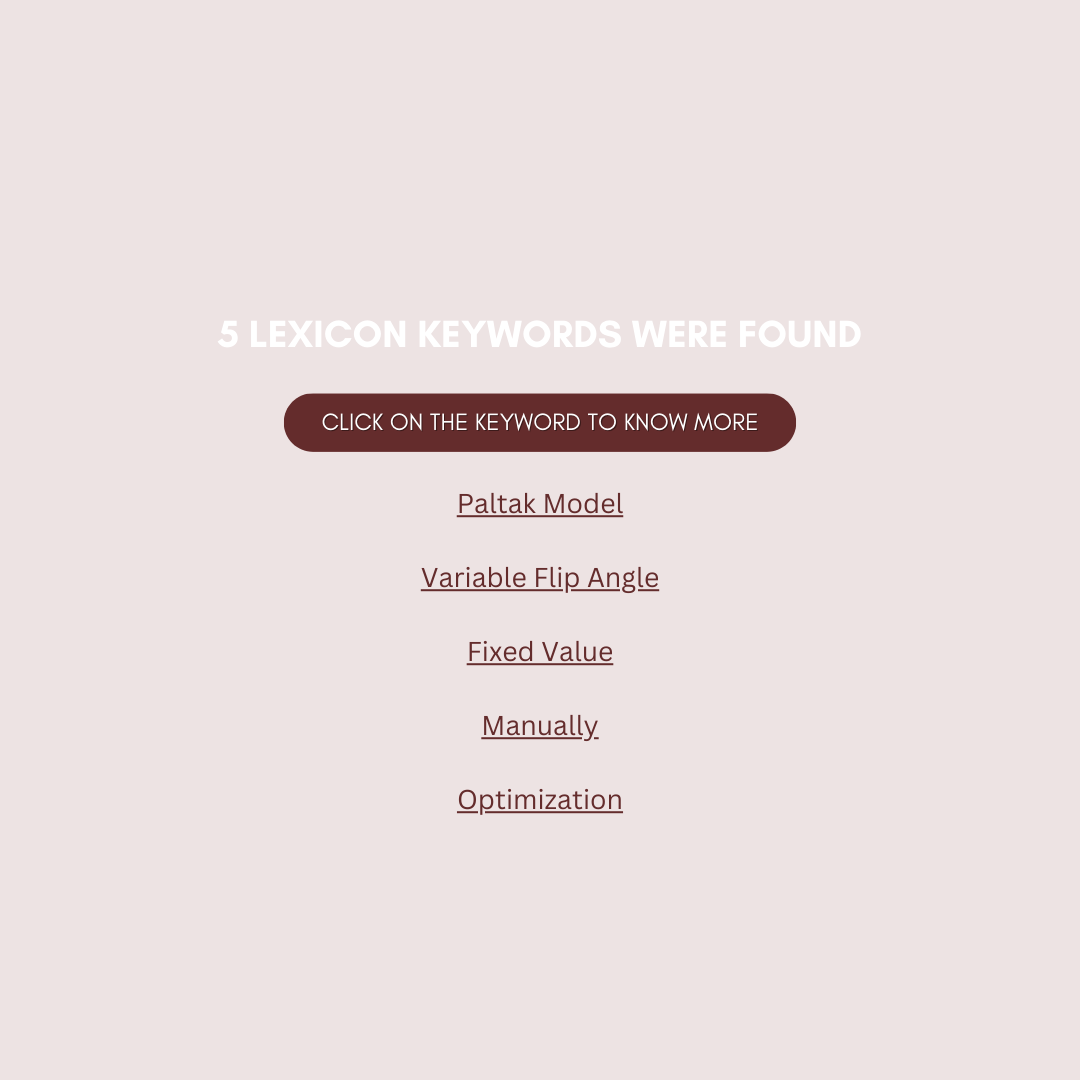 5 LEXICON KEYWORDS WERE FOUND
CLICK ON THE KEYWORD TO KNOW MORE
Paltak Model
Variable Flip Angle
Fixed Value
Manually
Optimization